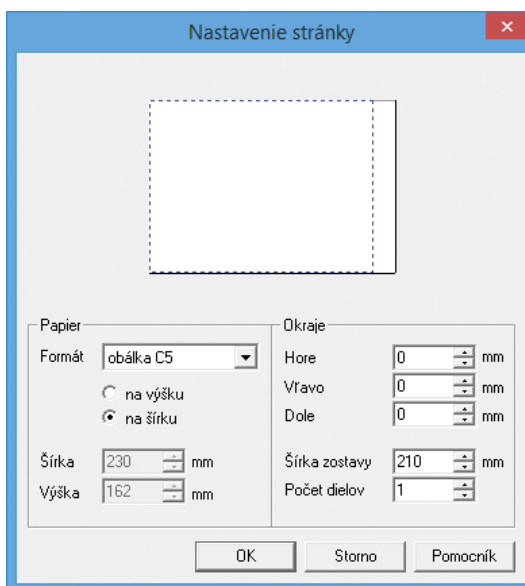 Nastavenie stránky
Papier
Formát obálka C5
na výšku
na šírku
Šírka 230 mm
Výška 162 mm
Okraje
Hore 0 mm
Vľavo 0 mm
Dole 0 mm
Šírka zostavy 210 mm
Počet dielov 1
OK Storno Pomocník